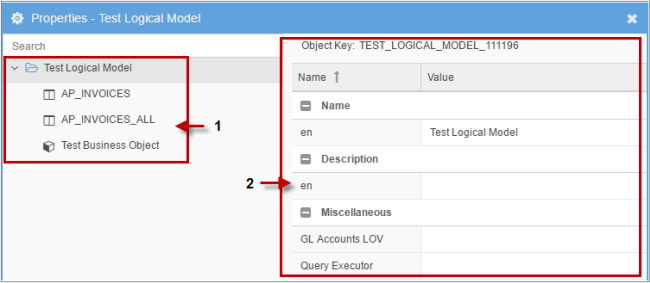 Properties - Test Logical Model
Search
Test Logical Model
AP_INVOICES
AP_INVOICES_ALL
Test Business Object
1
Object Key: TEST_LOGICAL_MODEL_111196
Name Value
Name
en Test Logical Model
Description
2
en
Miscellaneous
GL Accounts LOV
Query Executor